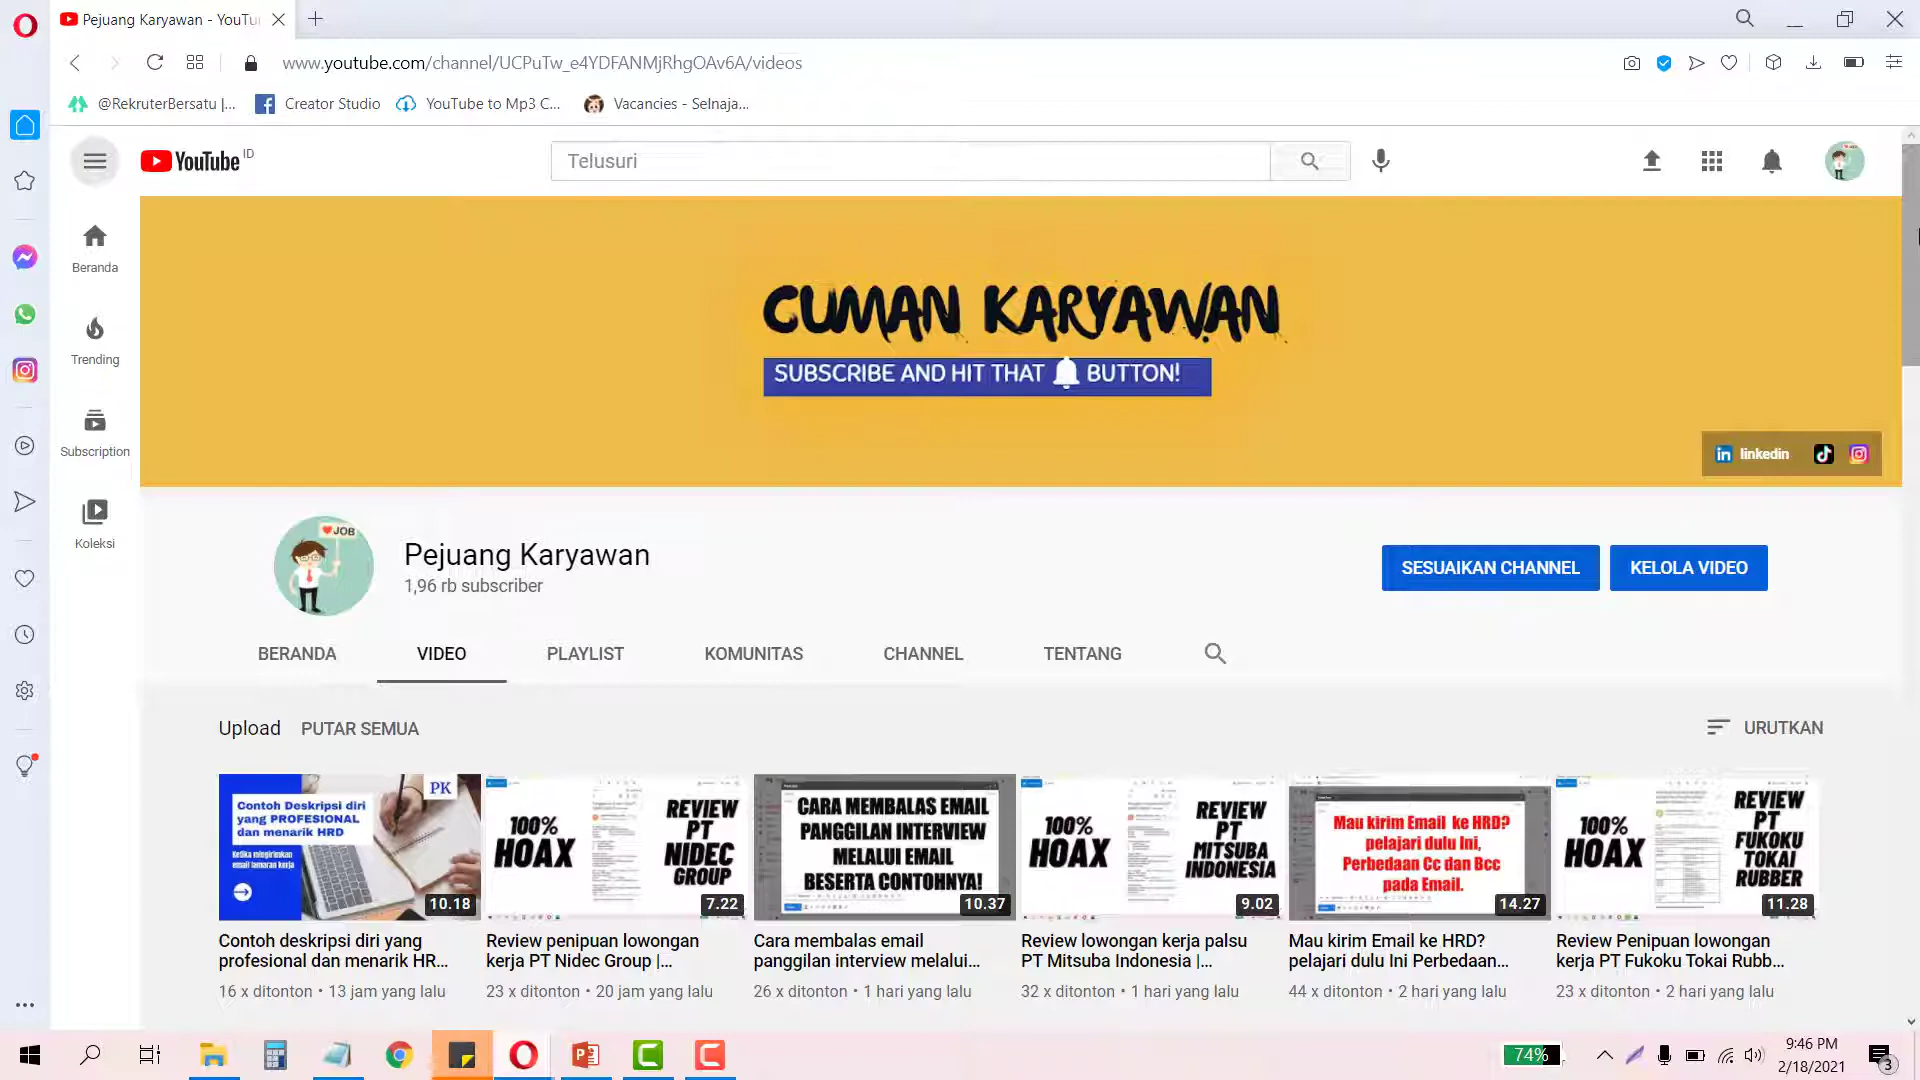 Pejuang Karyawan - YouTu
www.youtube.com/channel/UCPuTw_e4YDFANMjRhgOAv6A/videos
@RekruterBersatu |...
Creator Studio
YouTube to Mp3 C...
Vacancies - Selnaja...
YouTube ID
Telusuri
Beranda
Trending
Subscription
Koleksi
CUMAN KARYAWAN
SUBSCRIBE AND HIT THAT BUTTON!
linkedin
JOB
Pejuang Karyawan
1,96 rb subscriber
SESUAIKAN CHANNEL
KELOLA VIDEO
BERANDA
VIDEO
PLAYLIST
KOMUNITAS
CHANNEL
TENTANG
Upload
PUTAR SEMUA
URUTKAN
PK
Contoh Deskripsi diri
yang PROFESIONAL
dan menarik HRD
Ketika mengirimkan
email lamaran kerja
10.18
100%
HOAX
REVIEW
PT
NIDEC
GROUP
7.22
CARA MEMBALAS EMAIL
PANGGILAN INTERVIEW
MELALUI EMAIL
BESERTA CONTOHNYA!
10.37
100%
HOAX
REVIEW
PT
MITSUBA
INDONESIA
9.02
Mau kirim Email ke HRD?
pelajari dulu Ini,
Perbedaan Cc dan Bcc
pada Email.
14.27
100%
HOAX
REVIEW
PT
FUKOKU
TOKAI
RUBBER
11.28
Contoh deskripsi diri yang
profesional dan menarik HR...
16 x ditonton • 13 jam yang lalu
Review penipuan lowongan
kerja PT Nidec Group |...
23 x ditonton • 20 jam yang lalu
Cara membalas email
panggilan interview melalui...
26 x ditonton • 1 hari yang lalu
Review lowongan kerja palsu
PT Mitsuba Indonesia |...
32 x ditonton • 1 hari yang lalu
Mau kirim Email ke HRD?
pelajari dulu Ini Perbedaan...
44 x ditonton • 2 hari yang lalu
Review Penipuan lowongan
kerja PT Fukoku Tokai Rubb...
23 x ditonton • 2 hari yang lalu
74%
9:46 PM
2/18/2021
3